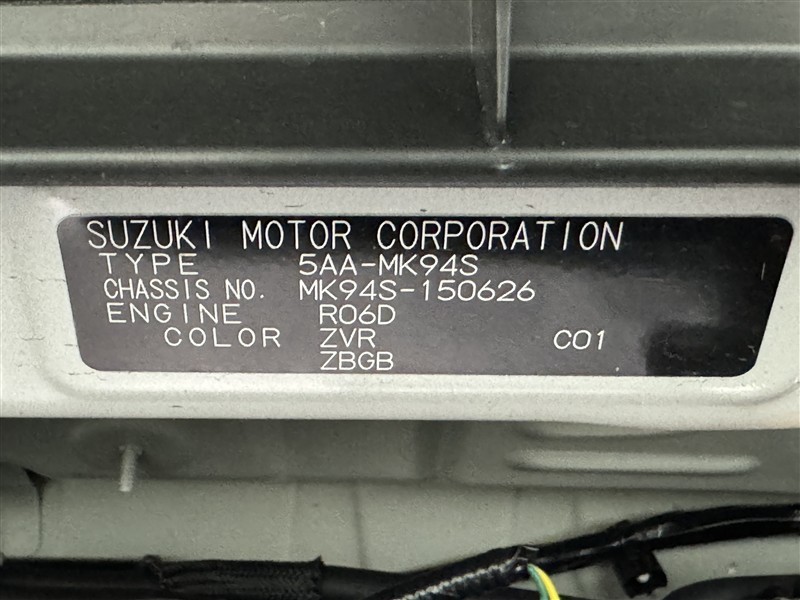 SUZUKI MOTOR CORPORATION
TYPE 5AA-MK94S
CHASSIS NO. MK94S-150626
ENGINE R06D
COLOR ZVR C01
ZBGB